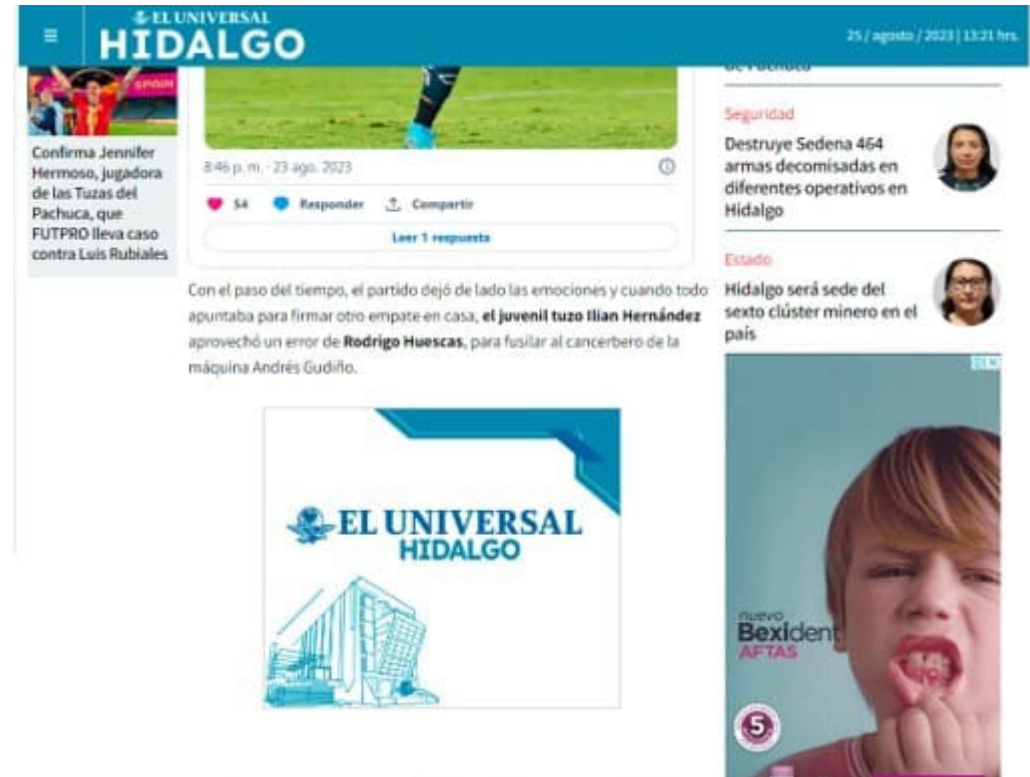 EL UNIVERSAL
HIDALGO
25 / agosto / 2023 | 13:21 hrs.
SPAIN
Confirma Jennifer
Hermoso, jugadora
de las Tuzas del
Pachuca, que
FUTPRO lleva caso
contra Luis Rubiales
8:46 p. m. · 23 ago. 2023
54 Responder Compartir
Leer 1 respuesta
Con el paso del tiempo, el partido dejó de lado las emociones y cuando todo
apuntaba para firmar otro empate en casa, el juvenil tuzo Ilian Hernández
aprovechó un error de Rodrigo Huescas, para fusilar al cancerbero de la
máquina Andrés Gudiño.
EL UNIVERSAL
HIDALGO
de Pachuca
Seguridad
Destruye Sedena 464
armas decomisadas en
diferentes operativos en
Hidalgo
Estado
Hidalgo será sede del
sexto clúster minero en el
país
nuevo
Bexident
AFTAS
5